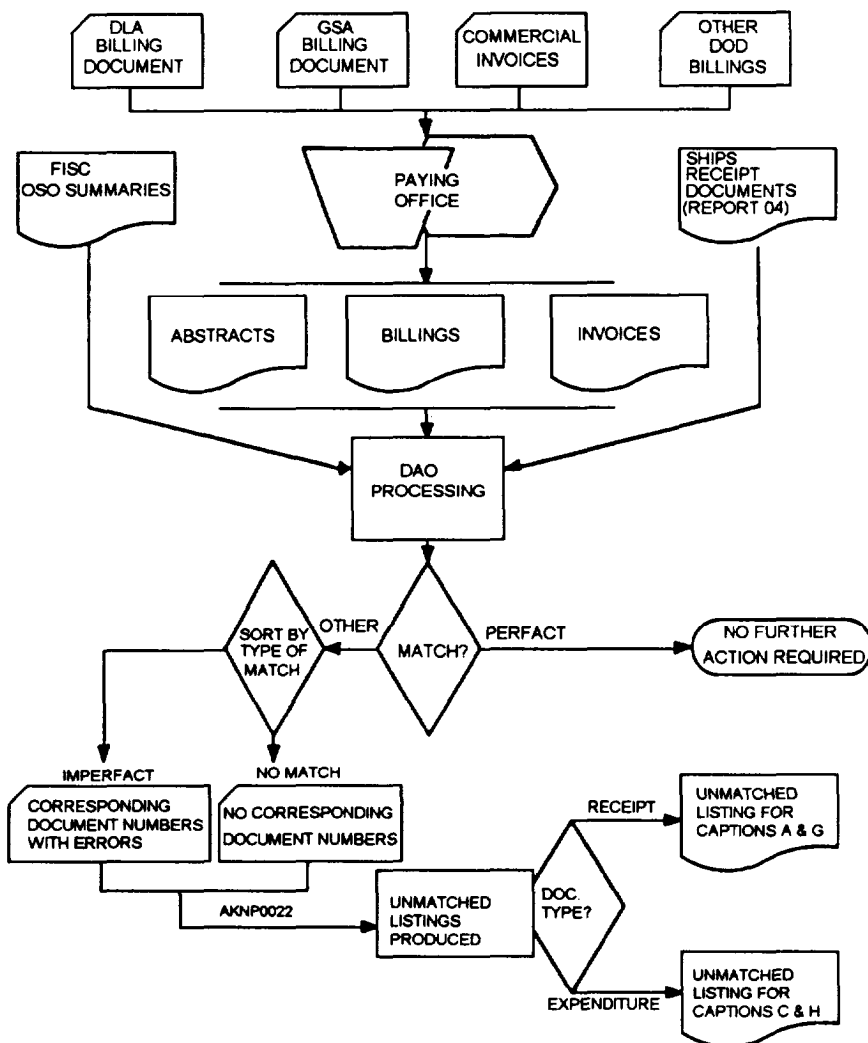 DLA
BILLING
DOCUMENT
GSA
BILLING
DOCUMENT
COMMERCIAL
INVOICES
OTHER
DOD
BILLINGS
FISC
OSO SUMMARIES
PAYING
OFFICE
SHIPS
RECEIPT
DOCUMENTS
(REPORT 04)
ABSTRACTS
BILLINGS
INVOICES
DAO
PROCESSING
SORT BY
TYPE OF
MATCH
OTHER
MATCH?
PERFACT
NO FURTHER
ACTION REQUIRED
IMPERFACT
NO MATCH
CORRESPONDING
DOCUMENT NUMBERS
WITH ERRORS
NO CORRESPONDING
DOCUMENT NUMBERS
AKNP0022
UNMATCHED
LISTINGS
PRODUCED
DOC.
TYPE?
RECEIPT
UNMATCHED
LISTING FOR
CAPTIONS A & G
EXPENDITURE
UNMATCHED
LISTING FOR
CAPTIONS C & H